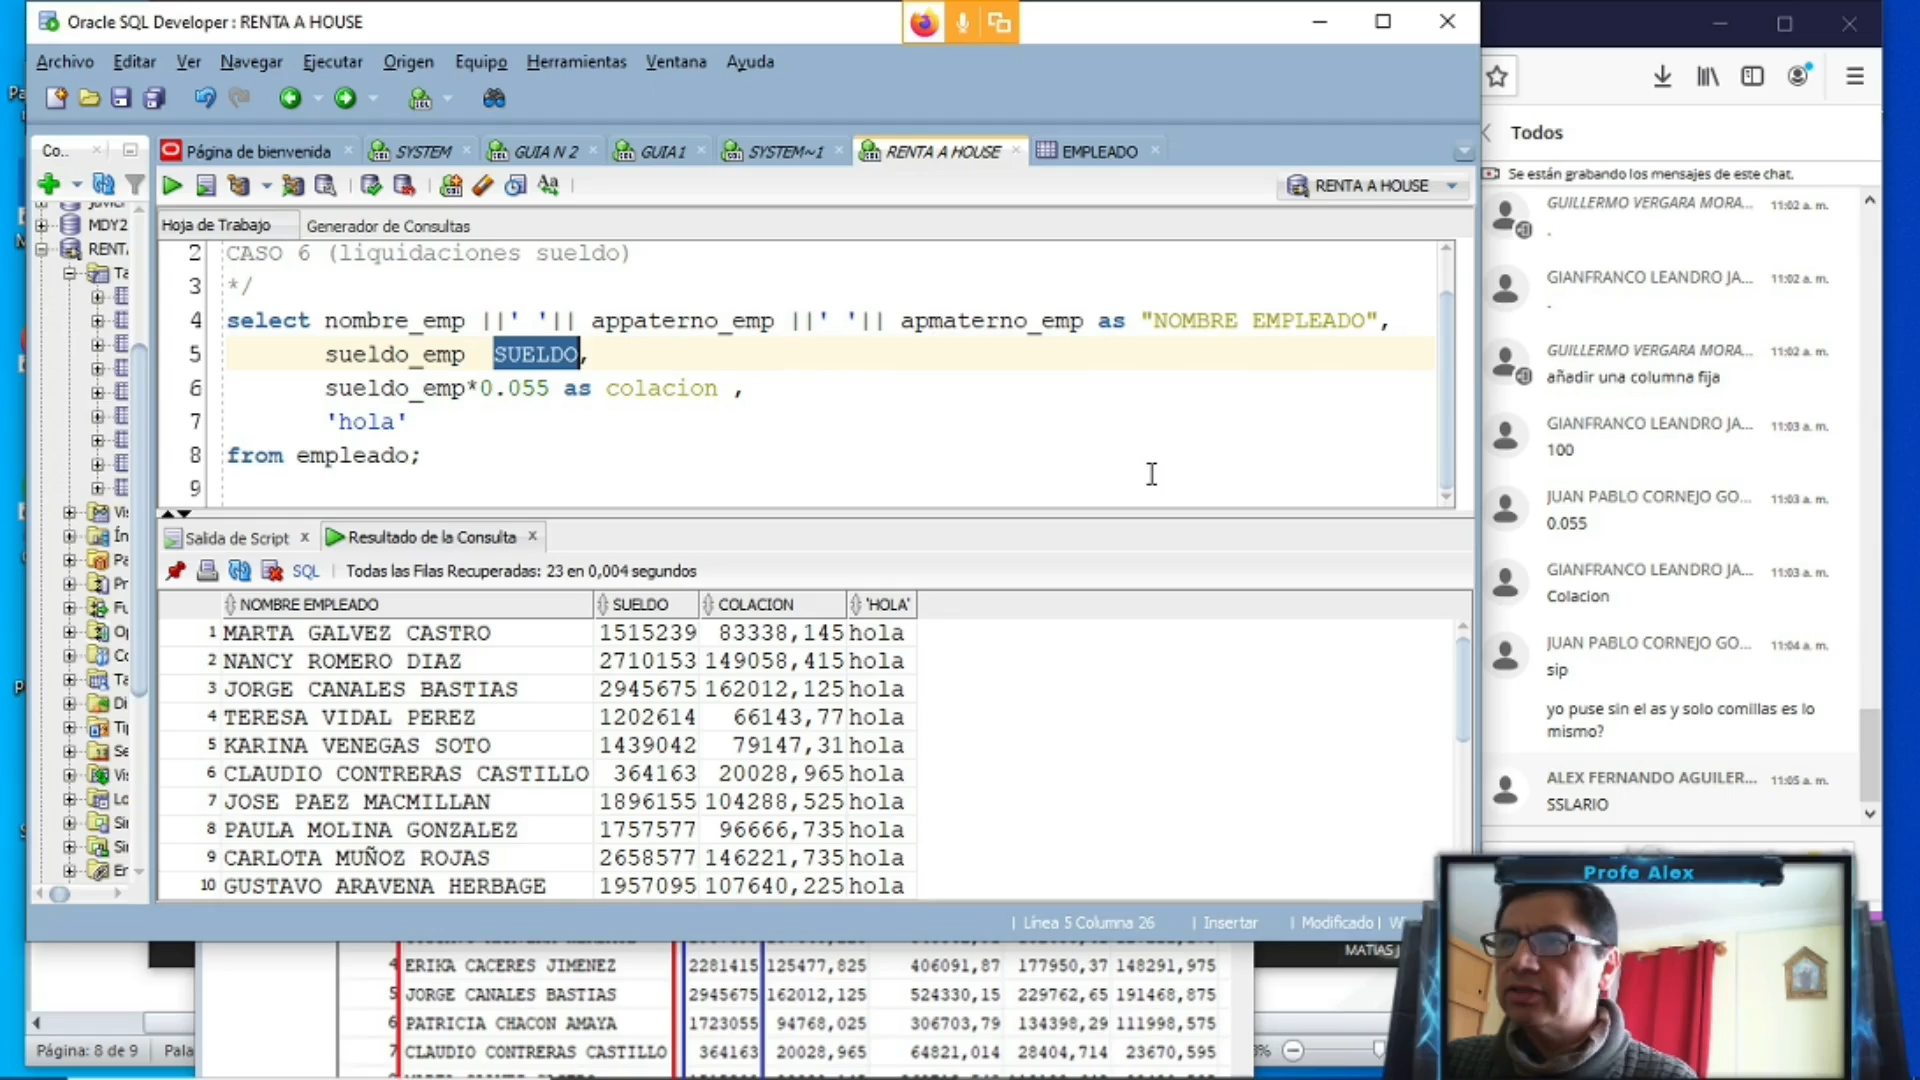 Oracle SQL Developer : RENTA A HOUSE
Archivo Editar Ver Navegar Ejecutar Origen Equipo Herramientas Ventana Ayuda
Co..
Página de bienvenida
SYSTEM
GUIA N 2
GUIA1
SYSTEM~1
RENTA A HOUSE
EMPLEADO
RENTA A HOUSE
MDY2
RENT
Hoja de Trabajo
Generador de Consultas
2 CASO 6 (liquidaciones sueldo)
3 */
4 select nombre_emp ||' '|| appaterno_emp ||' '|| apmaterno_emp as "NOMBRE EMPLEADO",
5 sueldo_emp SUELDO,
6 sueldo_emp*0.055 as colacion ,
7 'hola'
8 from empleado;
9
Salida de Script
Resultado de la Consulta
SQL
Todas las Filas Recuperadas: 23 en 0,004 segundos
NOMBRE EMPLEADO SUELDO COLACION 'HOLA'
1 MARTA GALVEZ CASTRO 1515239 83338,145 hola
2 NANCY ROMERO DIAZ 2710153 149058,415 hola
3 JORGE CANALES BASTIAS 2945675 162012,125 hola
4 TERESA VIDAL PEREZ 1202614 66143,77 hola
5 KARINA VENEGAS SOTO 1439042 79147,31 hola
6 CLAUDIO CONTRERAS CASTILLO 364163 20028,965 hola
7 JOSE PAEZ MACMILLAN 1896155 104288,525 hola
8 PAULA MOLINA GONZALEZ 1757577 96666,735 hola
9 CARLOTA MUÑOZ ROJAS 2658577 146221,735 hola
10 GUSTAVO ARAVENA HERBAGE 1957095 107640,225 hola
Línea 5 Columna 26
Insertar
Modificado
4 ERIKA CACERES JIMENEZ 2281415 125477,825 406091,87 177950,37 148291,975
5 JORGE CANALES BASTIAS 2945675 162012,125 524330,15 229762,65 191468,875
6 PATRICIA CHACON AMAYA 1723055 94768,025 306703,79 134398,29 111998,575
7 CLAUDIO CONTRERAS CASTILLO 364163 20028,965 64821,014 28404,714 23670,595
Página: 8 de 9
Pala
MATIAS J
Todos
Se están grabando los mensajes de este chat.
GUILLERMO VERGARA MORA... 11:02 a. m.
.
GIANFRANCO LEANDRO JA... 11:02 a. m.
.
GUILLERMO VERGARA MORA... 11:02 a. m.
añadir una columna fija
GIANFRANCO LEANDRO JA... 11:03 a. m.
100
JUAN PABLO CORNEJO GO... 11:03 a. m.
0.055
GIANFRANCO LEANDRO JA... 11:03 a. m.
Colacion
JUAN PABLO CORNEJO GO... 11:04 a. m.
sip
yo puse sin el as y solo comillas es lo
mismo?
ALEX FERNANDO AGUILER... 11:05 a. m.
SSLARIO
Profe Alex